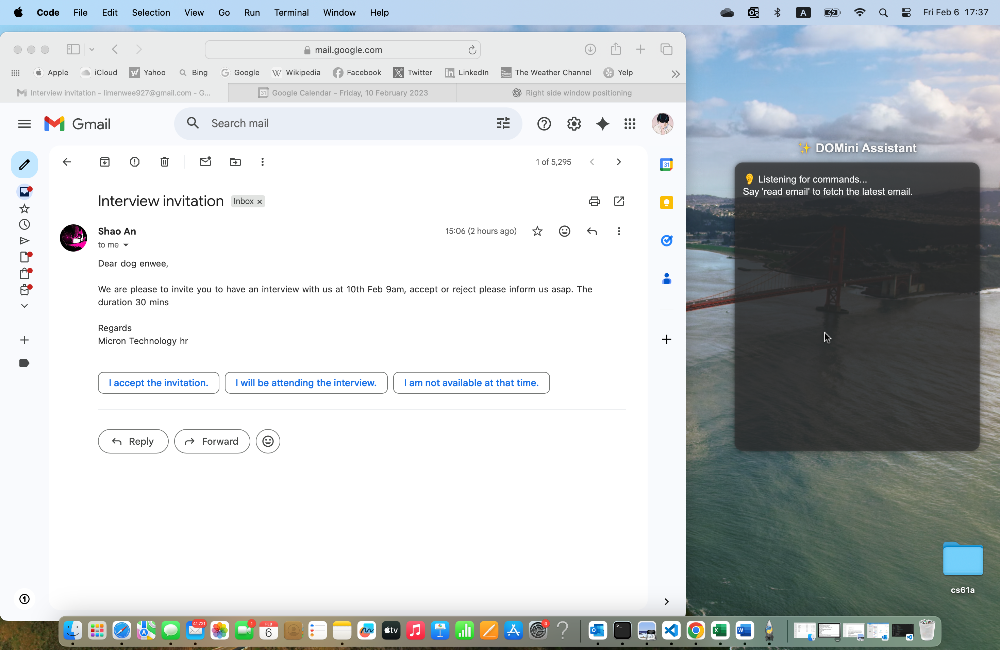 Code File Edit Selection View Go Run Terminal Window Help
A
Fri Feb 6 17:37
mail.google.com
Apple iCloud Yahoo Bing Google Wikipedia Facebook Twitter LinkedIn The Weather Channel Yelp
Interview invitation - limenwee927@gmail.com - G...
Google Calendar - Friday, 10 February 2023
Right side window positioning
Gmail
Search mail
1 of 5,295
31
Interview invitation
Inbox ×
Shao An
15:06 (2 hours ago)
to me
Dear dog enwee,
We are please to invite you to have an interview with us at 10th Feb 9am, accept or reject please inform us asap. The
duration 30 mins
Regards
Micron Technology hr
I accept the invitation.
I will be attending the interview.
I am not available at that time.
Reply
Forward
✨ DOMini Assistant
👂 Listening for commands...
Say 'read email' to fetch the latest email.
cs61a
41,721
1
FEB
6
tv
4